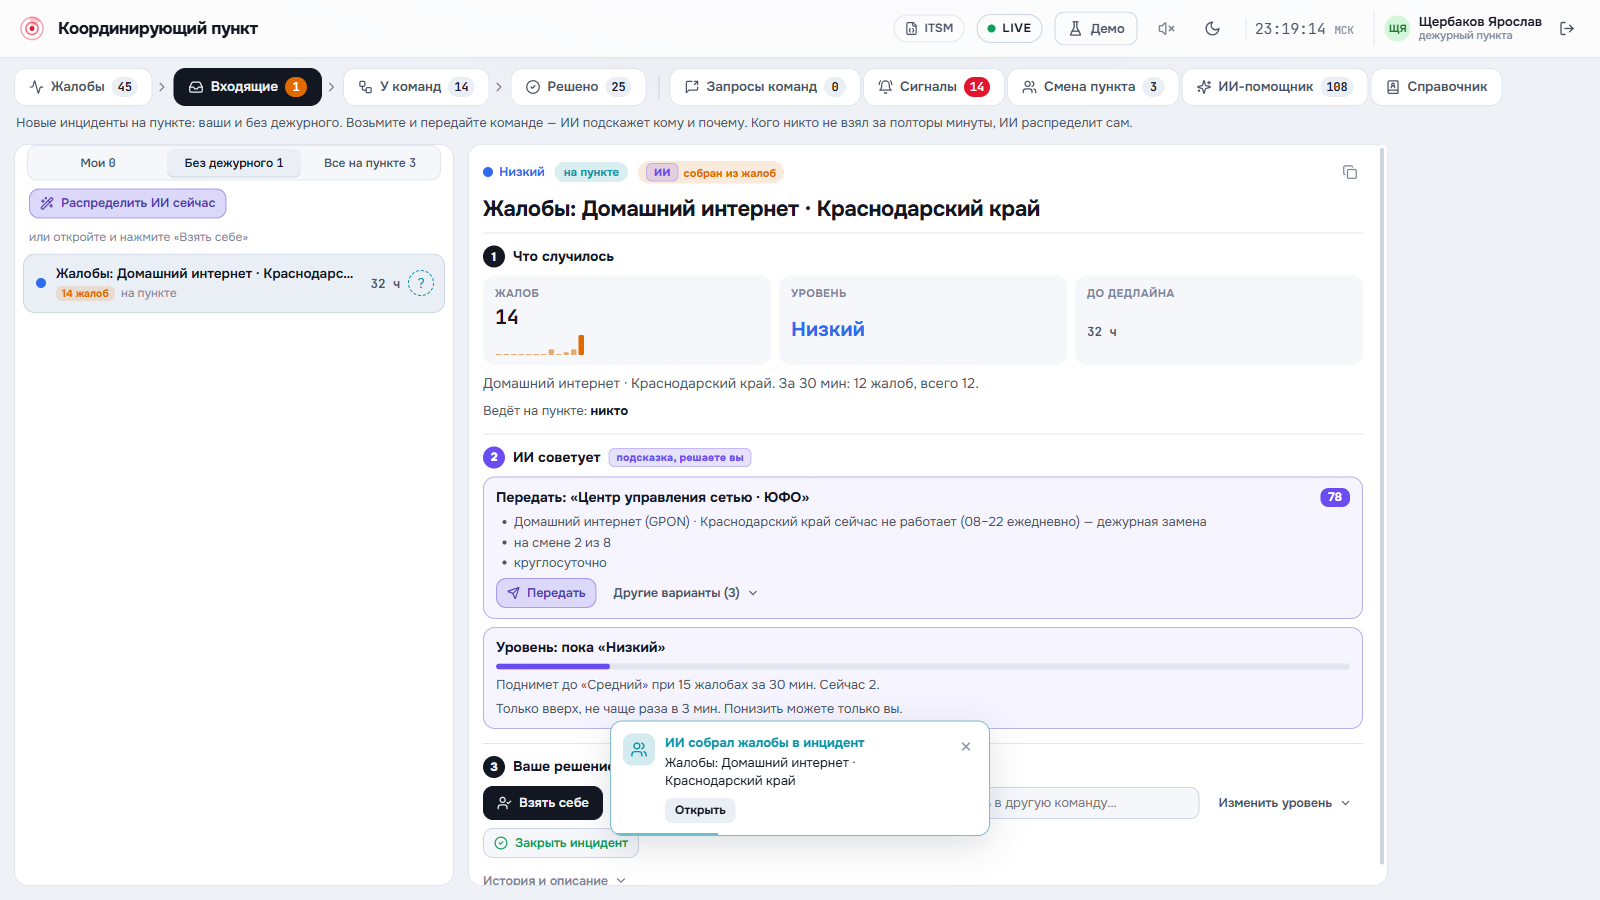 Координирующий пункт
ITSM
LIVE
Демо
23:19:14 МСК
ЩЯ
Щербаков Ярослав
дежурный пункта
Жалобы 45
Входящие 1
У команд 14
Решено 25
Запросы команд 0
Сигналы 14
Смена пункта 3
ИИ-помощник 108
Справочник
Новые инциденты на пункте: ваши и без дежурного. Возьмите и передайте команде — ИИ подскажет кому и почему. Кого никто не взял за полторы минуты, ИИ распределит сам.
Мои 0
Без дежурного 1
Все на пункте 3
Распределить ИИ сейчас
или откройте и нажмите «Взять себе»
Жалобы: Домашний интернет · Краснодарс...
14 жалоб на пункте
32 ч
?
Низкий
на пункте
ИИ собран из жалоб
Жалобы: Домашний интернет · Краснодарский край
1 Что случилось
ЖАЛОБ
14
УРОВЕНЬ
Низкий
ДО ДЕДЛАЙНА
32 ч
Домашний интернет · Краснодарский край. За 30 мин: 12 жалоб, всего 12.
Ведёт на пункте: никто
2 ИИ советует
подсказка, решаете вы
Передать: «Центр управления сетью · ЮФО»
78
• Домашний интернет (GPON) · Краснодарский край сейчас не работает (08–22 ежедневно) — дежурная замена
• на смене 2 из 8
• круглосуточно
Передать
Другие варианты (3)
Уровень: пока «Низкий»
Поднимет до «Средний» при 15 жалобах за 30 мин. Сейчас 2.
Только вверх, не чаще раза в 3 мин. Понизить можете только вы.
3 Ваше решение
Взять себе
в другую команду...
Изменить уровень
Закрыть инцидент
История и описание
ИИ собрал жалобы в инцидент
Жалобы: Домашний интернет ·
Краснодарский край
Открыть